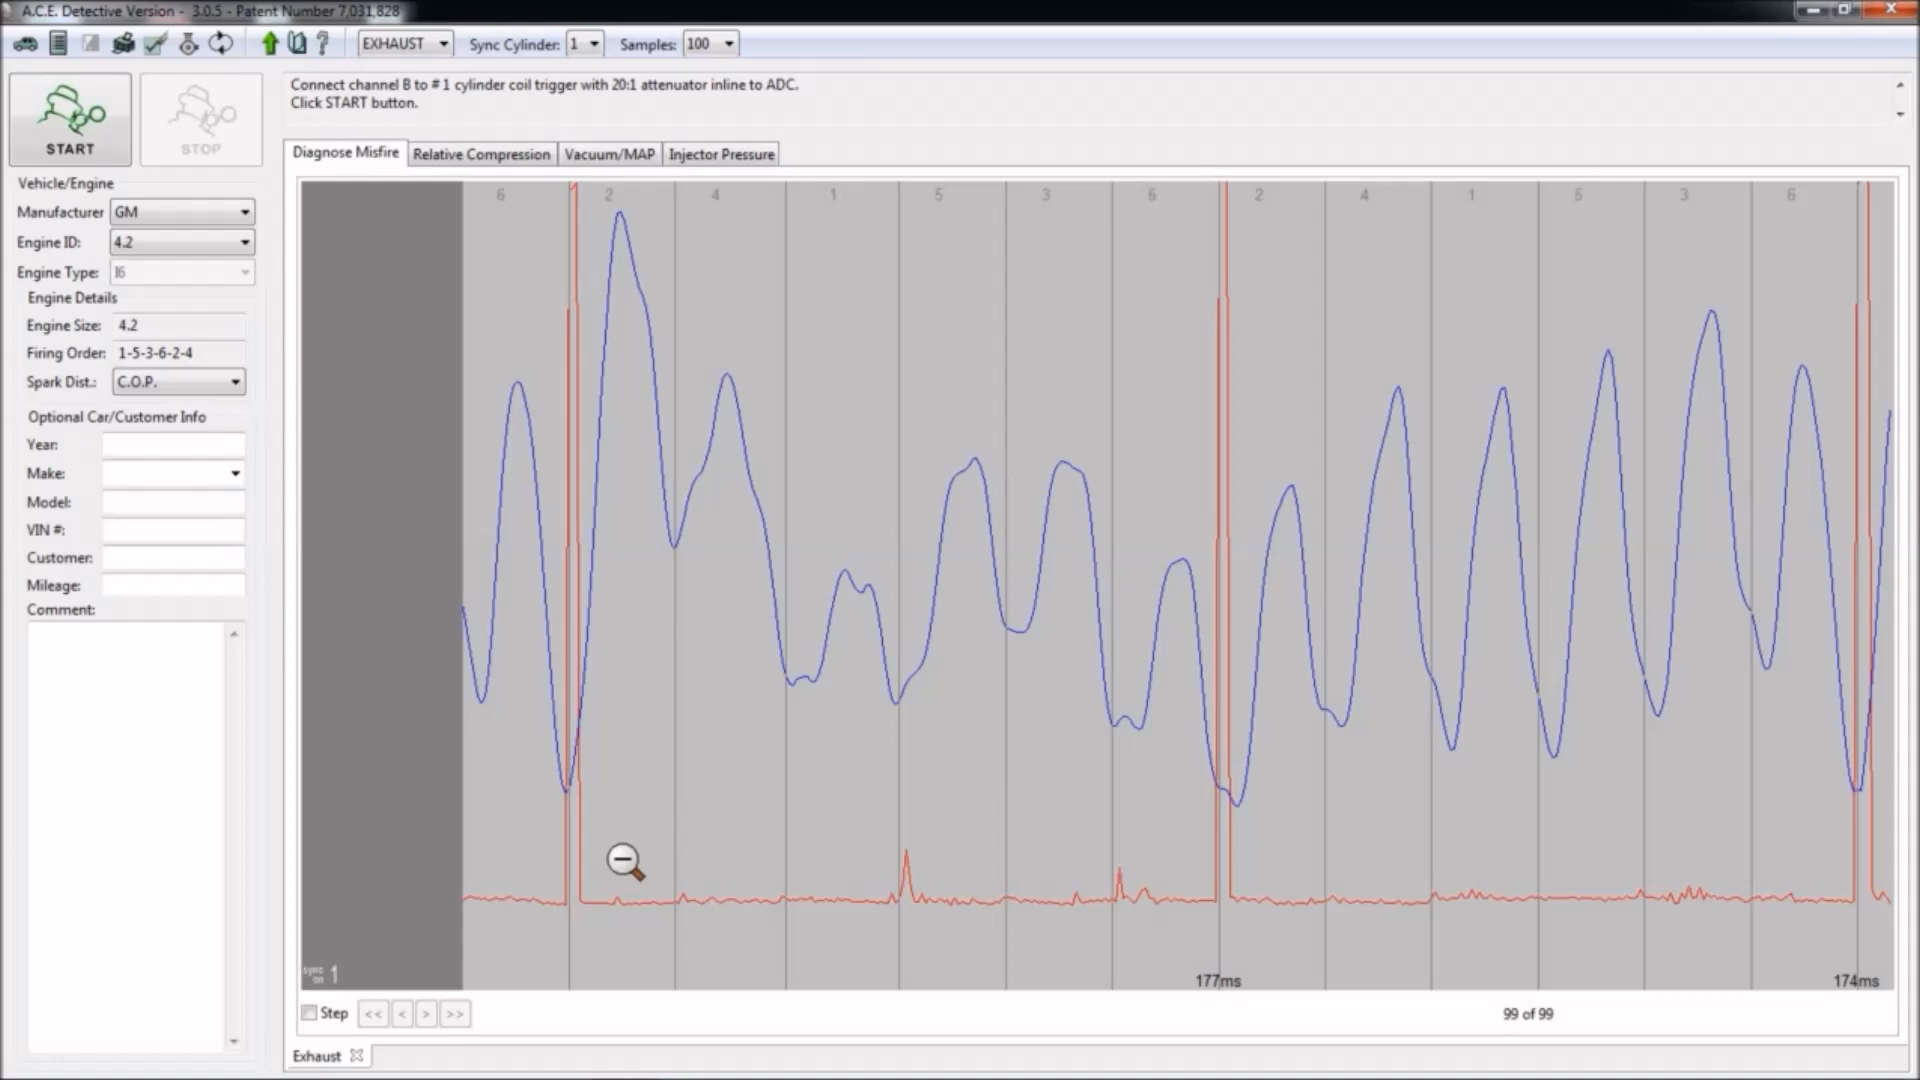 A.C.E. Detective Version - 3.0.5 - Patent Number 7,031,828
EXHAUST Sync Cylinder: 1 Samples: 100
START STOP
Connect channel B to #1 cylinder coil trigger with 20:1 attenuator inline to ADC.
Click START button.
Diagnose Misfire Relative Compression Vacuum/MAP Injector Pressure
Vehicle/Engine
Manufacturer GM
Engine ID: 4.2
Engine Type: I6
Engine Details
Engine Size: 4.2
Firing Order: 1-5-3-6-2-4
Spark Dist.: C.O.P.
Optional Car/Customer Info
Year:
Make:
Model:
VIN #:
Customer:
Mileage:
Comment:
6 2 4 1 5 3 6 2 4 1 5 3 6
sync on 1
177ms 174ms
Step << < > >> 99 of 99
Exhaust